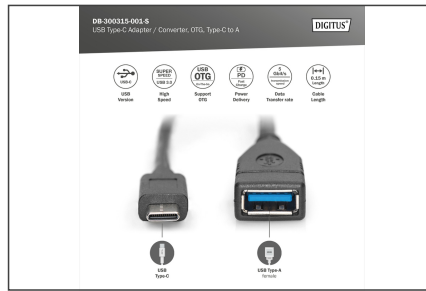 DB-300315-001-S
USB Type-C Adapter / Converter, OTG, Type-C to A
DIGITUS®
USB-C
USB
Version
SUPER
SPEED
High
Speed
USB
OTG
Support
OTG
PD
Fast
Charge
Power
Delivery
5
Gbit/s
Data
Transfer rate
0.15 m
Length
Cable
Length
USB
Type-C
USB Type-A
female